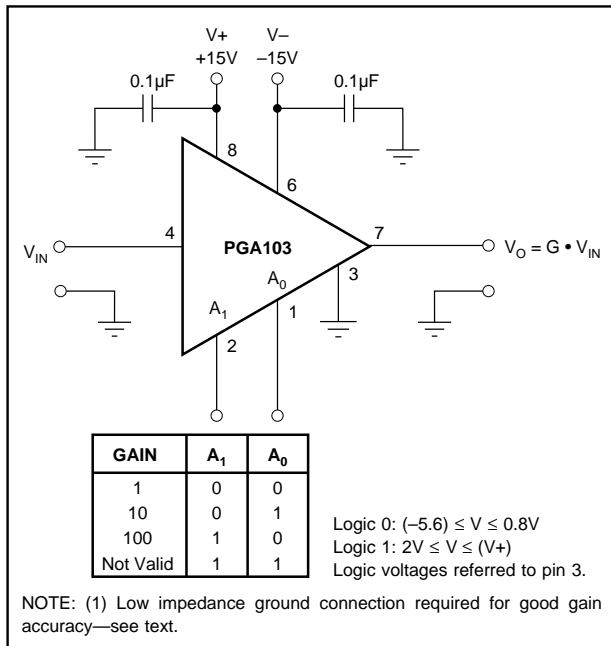 V+
+15V
V–
–15V
0.1µF
0.1µF
8
6
4
7
V_IN
PGA103
V_O = G • V_IN
3
A_0
A_1
1
2
GAIN A_1 A_0
1 0 0
10 0 1
100 1 0
Not Valid 1 1
Logic 0: (–5.6) ≤ V ≤ 0.8V
Logic 1: 2V ≤ V ≤ (V+)
Logic voltages referred to pin 3.
NOTE: (1) Low impedance ground connection required for good gain
accuracy—see text.